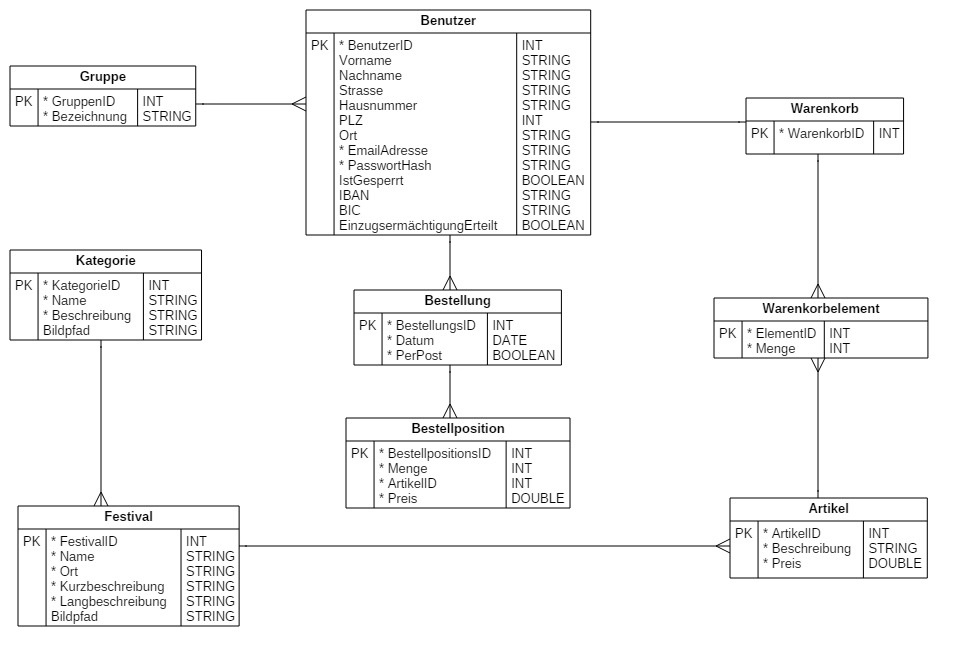 Benutzer
PK * BenutzerID INT
Vorname STRING
Nachname STRING
Strasse STRING
Hausnummer STRING
PLZ INT
Ort STRING
* EmailAdresse STRING
* PasswortHash STRING
IstGesperrt BOOLEAN
IBAN STRING
BIC STRING
EinzugsermächtigungErteilt BOOLEAN
Gruppe
PK * GruppenID INT
* Bezeichnung STRING
Warenkorb
PK * WarenkorbID INT
Kategorie
PK * KategorieID INT
* Name STRING
* Beschreibung STRING
Bildpfad STRING
Bestellung
PK * BestellungsID INT
* Datum DATE
* PerPost BOOLEAN
Warenkorbelement
PK * ElementID INT
* Menge INT
Bestellposition
PK * BestellpositionsID INT
* Menge INT
* ArtikelID INT
* Preis DOUBLE
Festival
PK * FestivalID INT
* Name STRING
* Ort STRING
* Kurzbeschreibung STRING
* Langbeschreibung STRING
Bildpfad STRING
Artikel
PK * ArtikelID INT
* Beschreibung STRING
* Preis DOUBLE